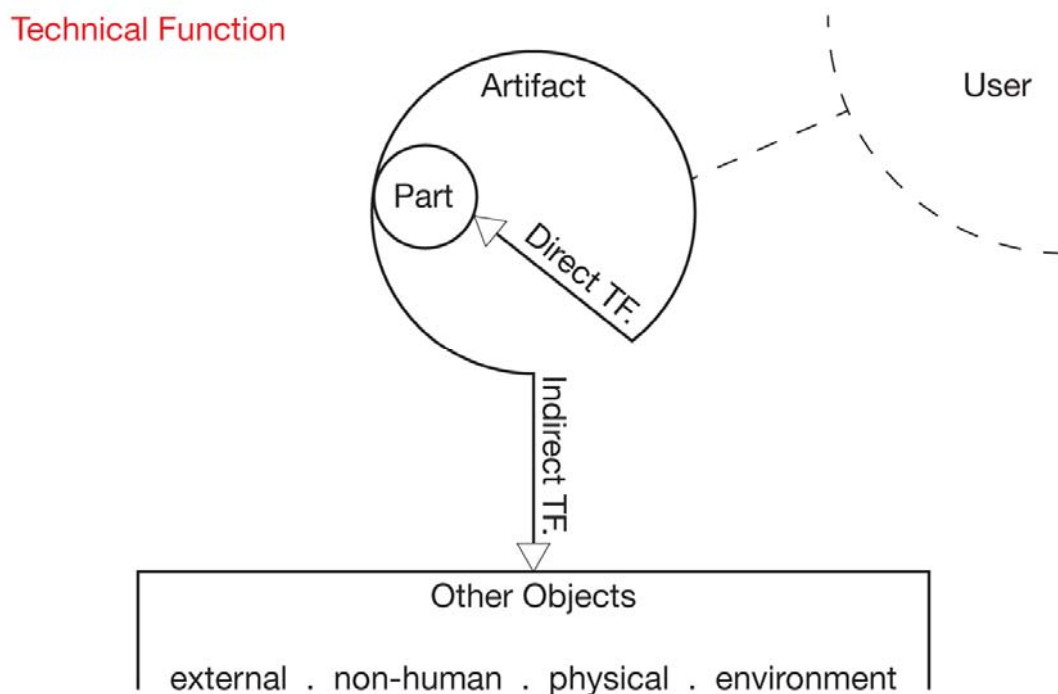 Technical Function
Artifact
User
Part
Direct TF.
Indirect TF.
Other Objects
external . non-human . physical . environment